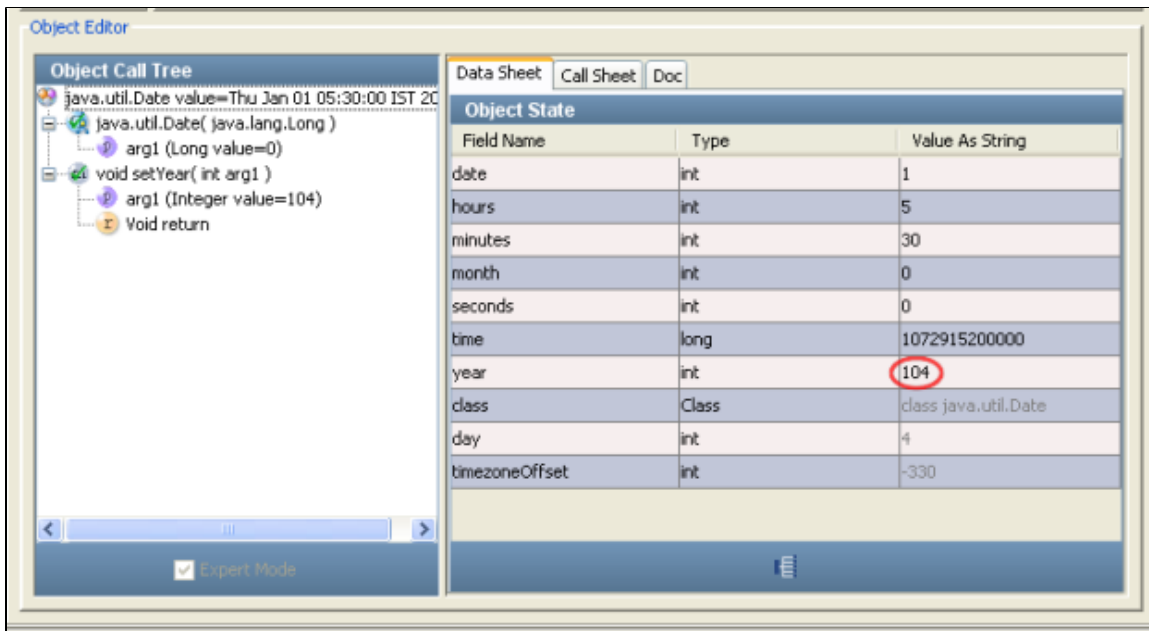 Object Editor
Object Call Tree
java.util.Date value=Thu Jan 01 05:30:00 IST 20
java.util.Date( java.lang.Long )
arg1 (Long value=0)
void setYear( int arg1 )
arg1 (Integer value=104)
Void return
Expert Mode
Data Sheet Call Sheet Doc
Object State
Field Name Type Value As String
date int 1
hours int 5
minutes int 30
month int 0
seconds int 0
time long 1072915200000
year int 104
class Class class java.util.Date
day int 4
timezoneOffset int -330